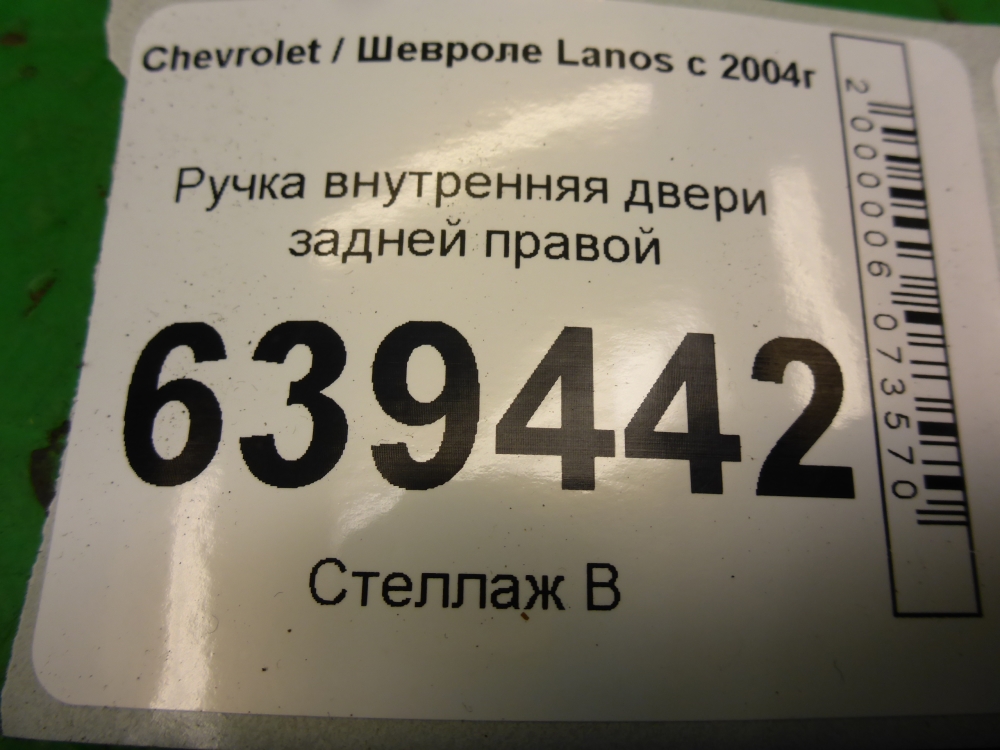 Chevrolet / Шевроле Lanos с 2004г
Ручка внутренняя двери
задней правой
639442
Стеллаж В
2000006073570